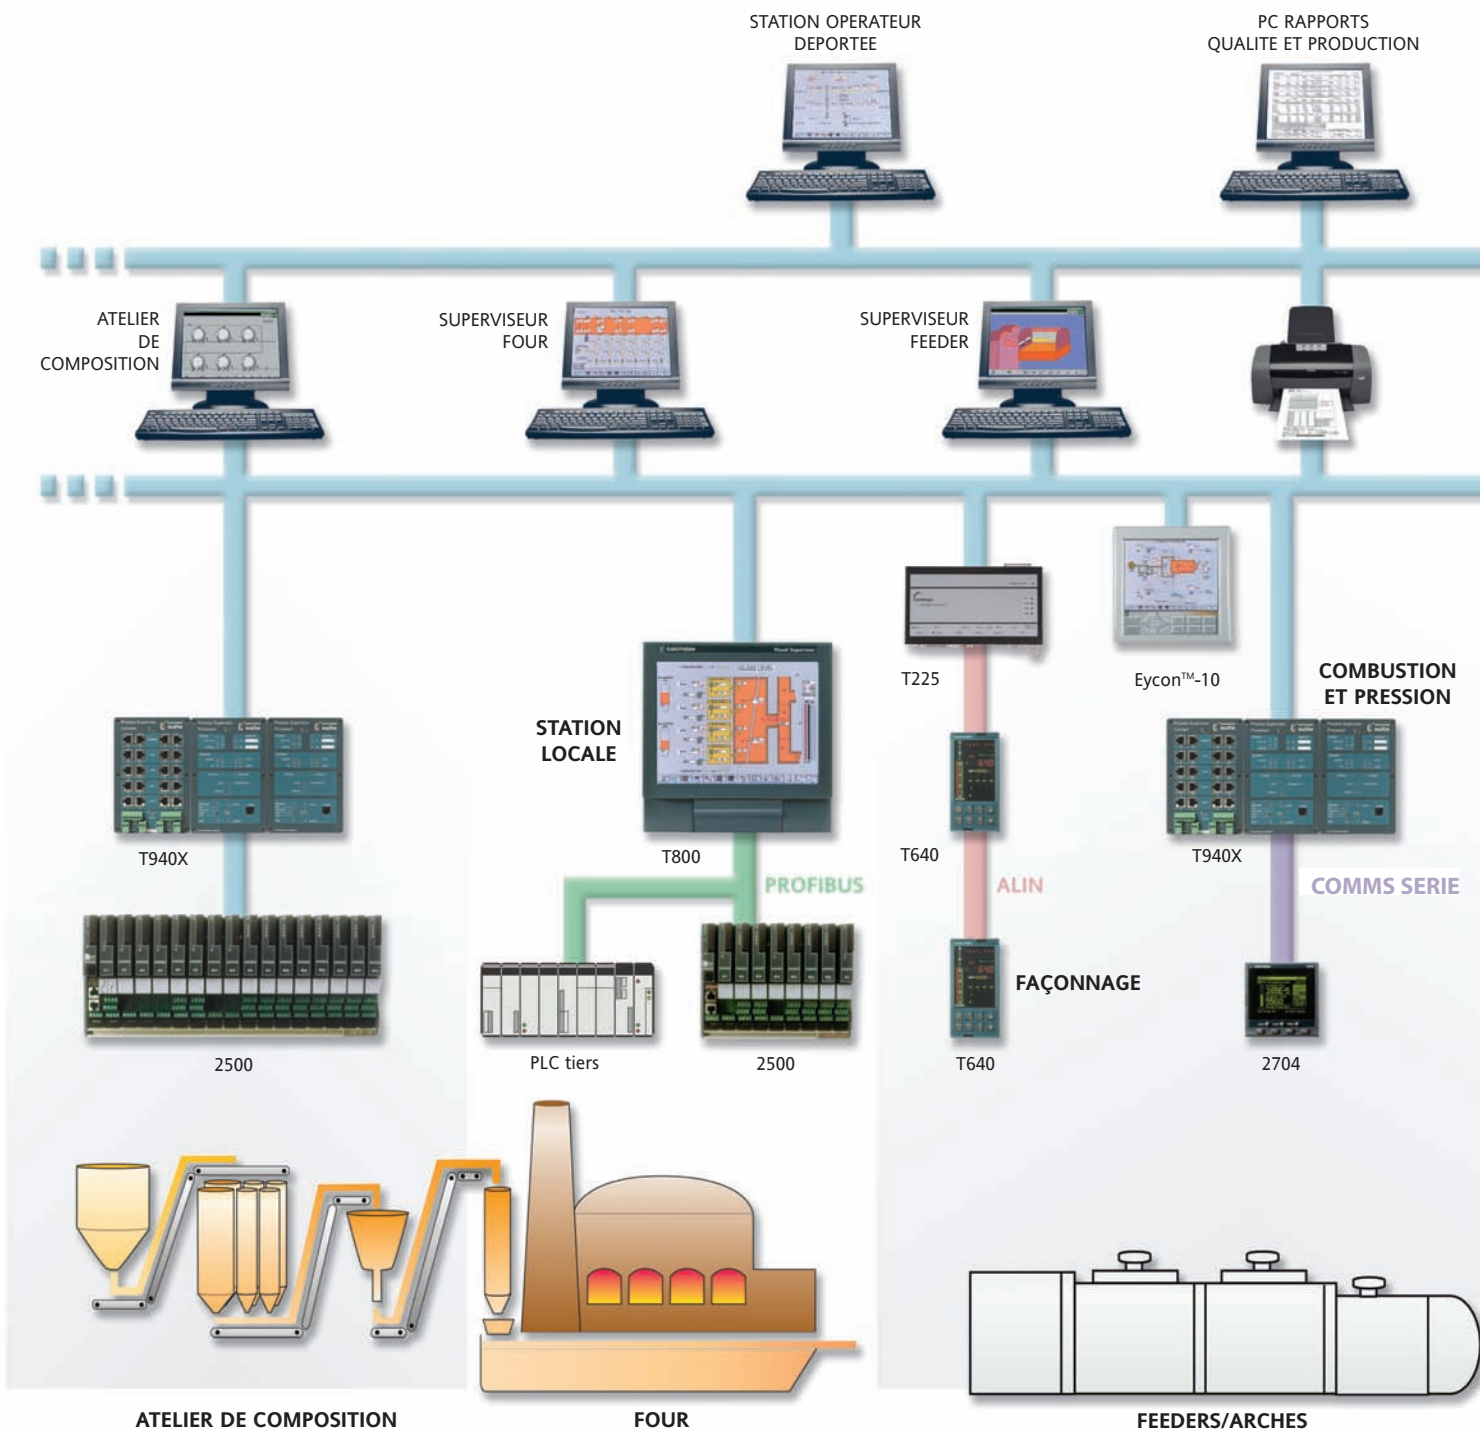 STATION OPERATEUR
DEPORTEE
PC RAPPORTS
QUALITE ET PRODUCTION
ATELIER
DE
COMPOSITION
SUPERVISEUR
FOUR
SUPERVISEUR
FEEDER
T225
Eycon™-10
COMBUSTION
ET PRESSION
STATION
LOCALE
T940X
T800
T640
T940X
PROFIBUS
ALIN
COMMS SERIE
FAÇONNAGE
2500
PLC tiers
2500
T640
2704
ATELIER DE COMPOSITION
FOUR
FEEDERS/ARCHES